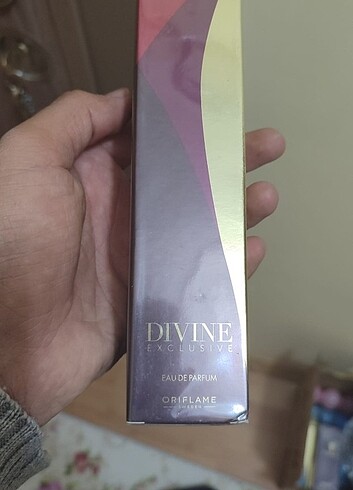 DIVINE
EXCLUSIVE
EAU DE PARFUM
ORIFLAME
SWEDEN